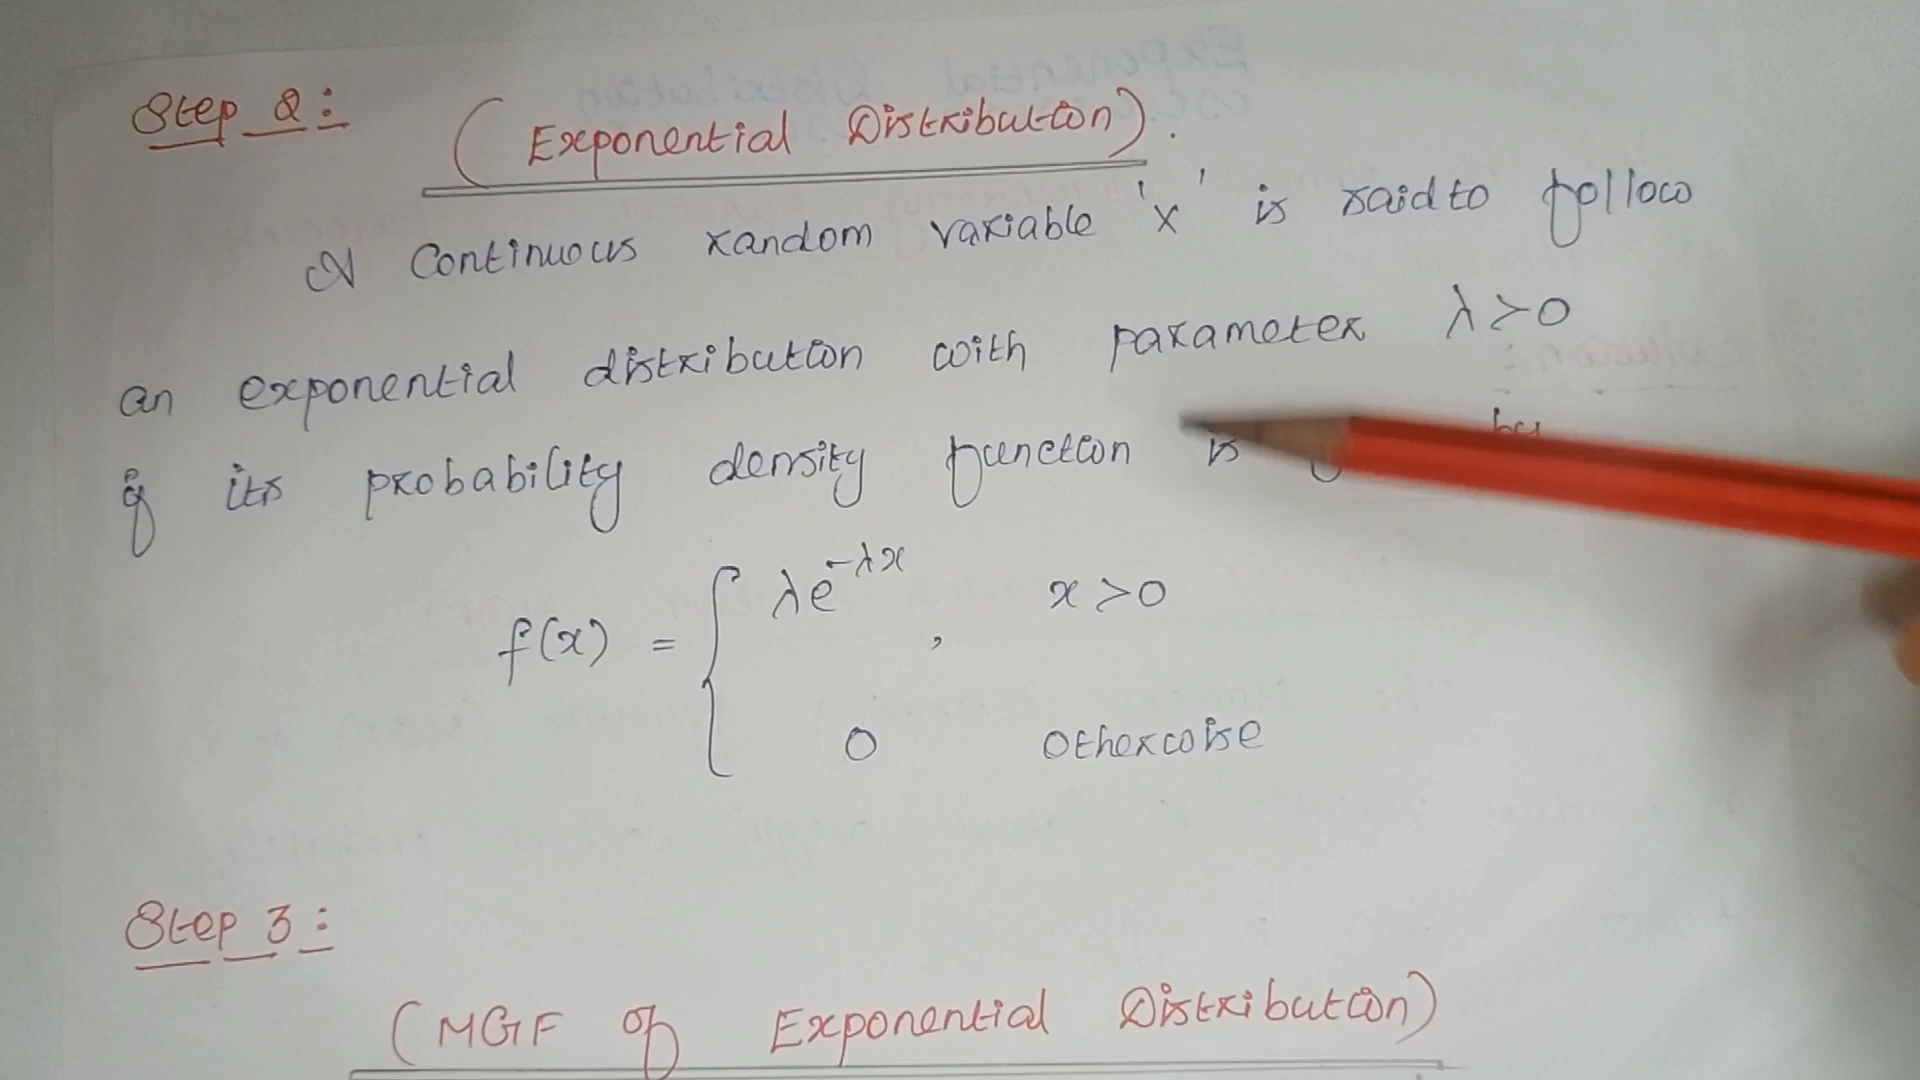 Step 2:
(Exponential Distribution).
A Continuous random variable 'x' is said to follow
an exponential distribution with parameter λ>0
if its probability density function is by
f(x) = { λe^{-λx} , x>0
0 otherwise
Step 3:
(MGF of Exponential Distribution)